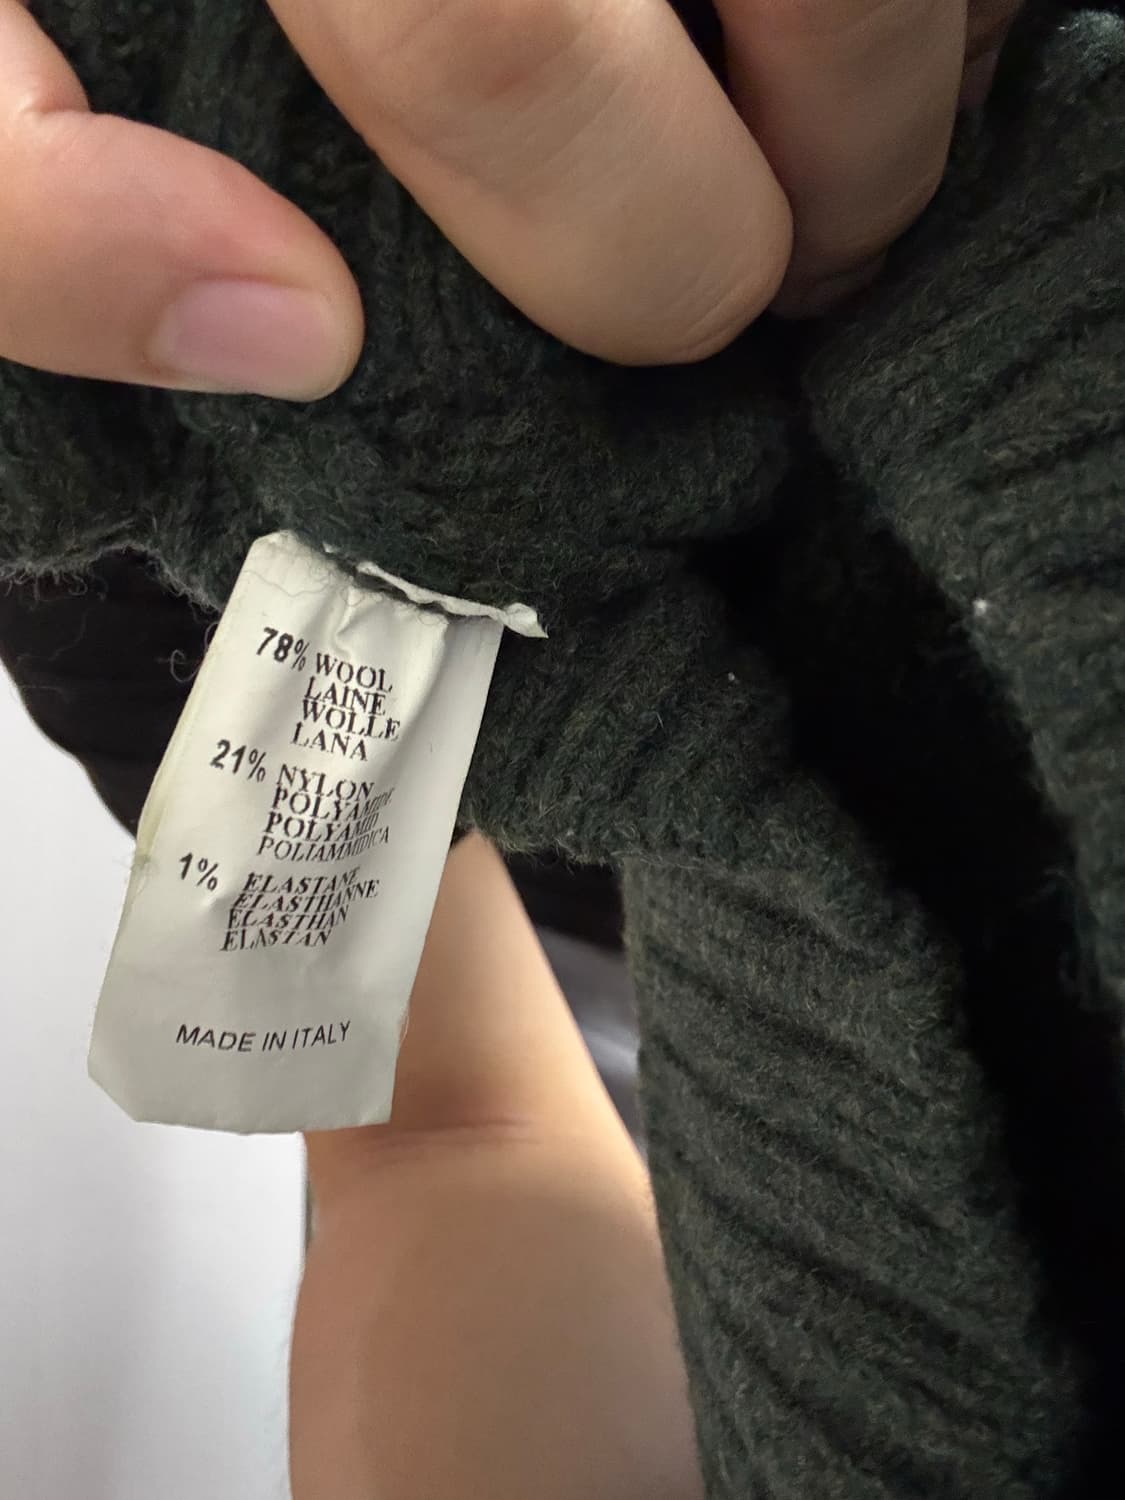 78% WOOL
LAINE
WOLLE
LANA
21% NYLON
POLYAMIDE
POLYAMID
POLIAMMIDICA
1% ELASTANE
ELASTHANNE
ELASTHAN
ELASTAN
MADE IN ITALY